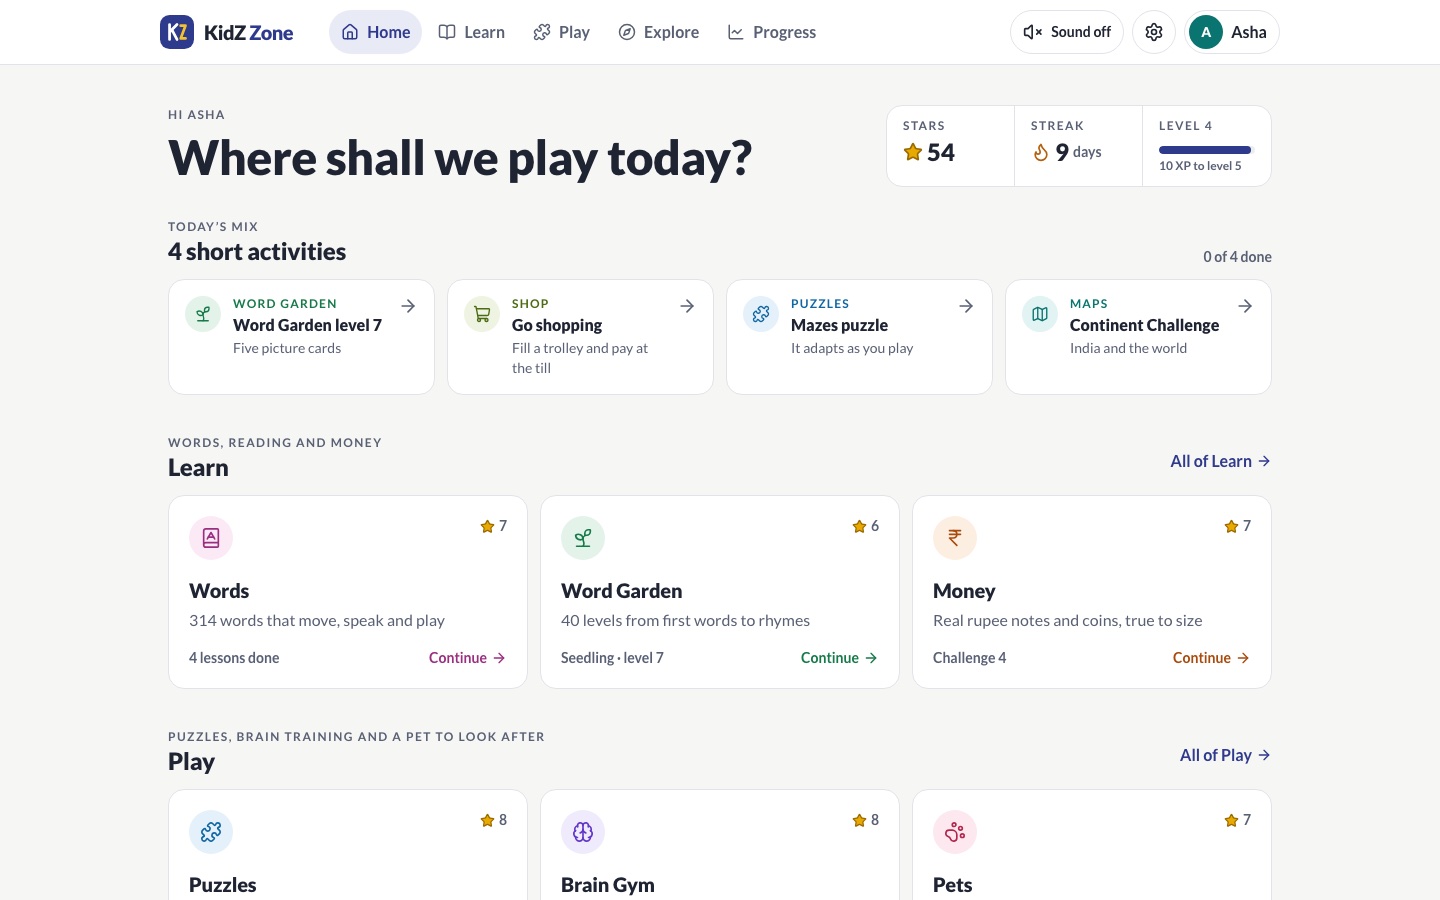 KZ KidZ Zone
Home
Learn
Play
Explore
Progress
Sound off
A Asha
HI ASHA
Where shall we play today?
STARS
54
STREAK
9 days
LEVEL 4
10 XP to level 5
TODAY'S MIX
4 short activities
0 of 4 done
WORD GARDEN
Word Garden level 7
Five picture cards
SHOP
Go shopping
Fill a trolley and pay at
the till
PUZZLES
Mazes puzzle
It adapts as you play
MAPS
Continent Challenge
India and the world
WORDS, READING AND MONEY
Learn
All of Learn →
A
7
Words
314 words that move, speak and play
4 lessons done
Continue →
6
Word Garden
40 levels from first words to rhymes
Seedling · level 7
Continue →
₹
7
Money
Real rupee notes and coins, true to size
Challenge 4
Continue →
PUZZLES, BRAIN TRAINING AND A PET TO LOOK AFTER
Play
All of Play →
8
Puzzles
8
Brain Gym
7
Pets